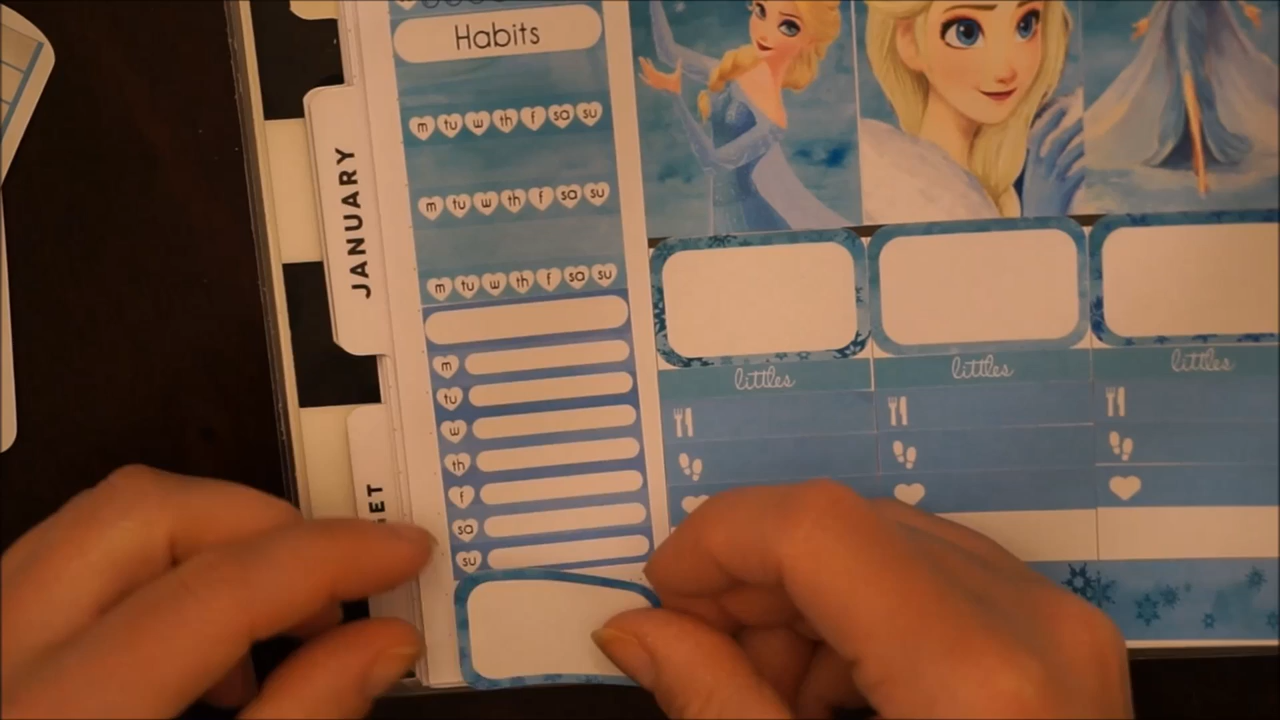 Habits
m tu w th f sa su
m tu w th f sa su
m tu w th f sa su
m
tu
w
th
f
sa
su
JANUARY
GET
littles
littles
littles